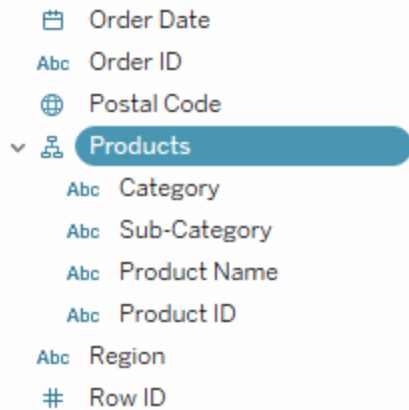 Order Date
Abc Order ID
Postal Code
Products
Abc Category
Abc Sub-Category
Abc Product Name
Abc Product ID
Abc Region
# Row ID